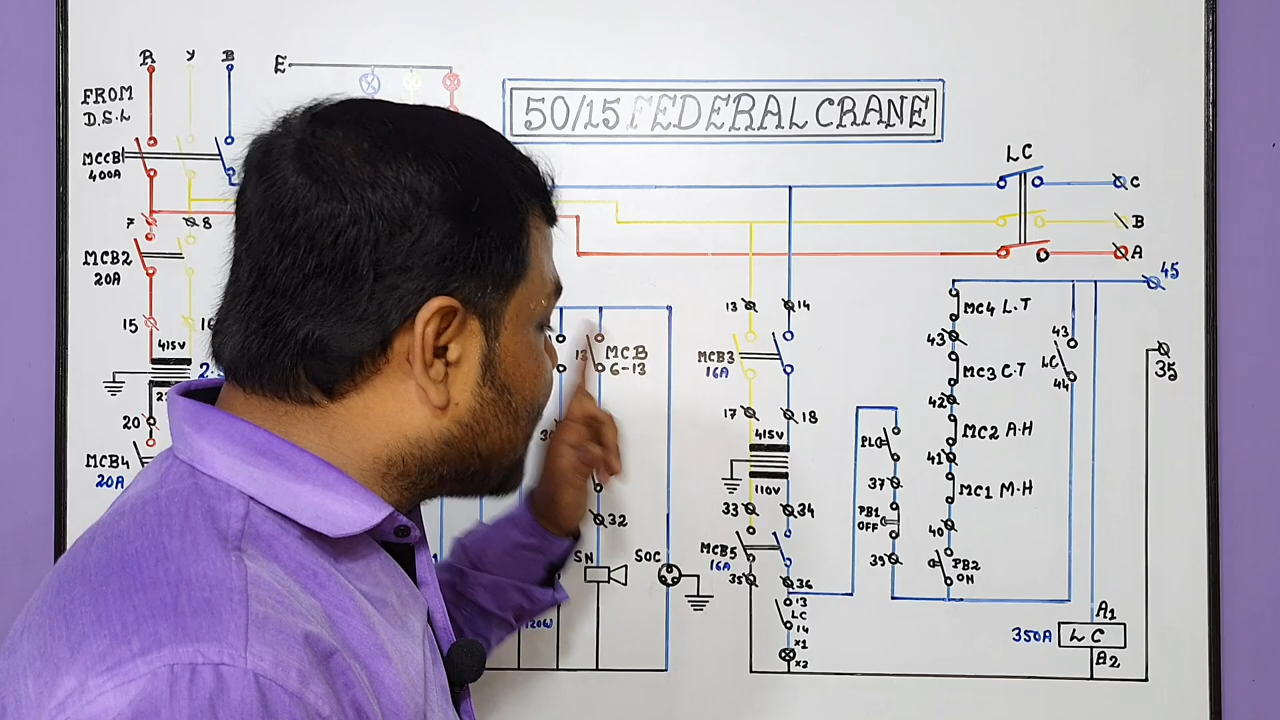 R Y B
E
FROM
D.S.L
50/15 FEDERAL CRANE
MCCB
400A
LC
C
B
A
7
8
MCB2
20A
15
415V
20
MCB4
20A
13
MCB
6-13
32
SN
SOC
13
14
MCB3
16A
17
18
415V
110V
33
34
MCB5
16A
35
36
13
LC
14
X1
X2
PL
37
PB1
OFF
39
45
MC4 L.T
43
MC3 C.T
42
MC2 A.H
41
MC1 M.H
40
PB2
ON
43
LC
44
35
A1
350A
LC
A2